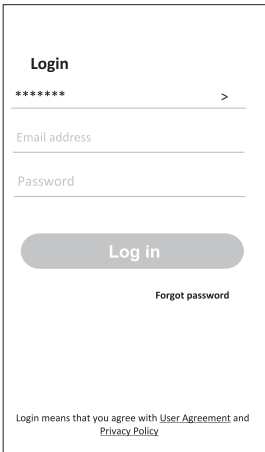 Login
*******
>
Email address
Password
Log in
Forgot password
Login means that you agree with User Agreement and
Privacy Policy